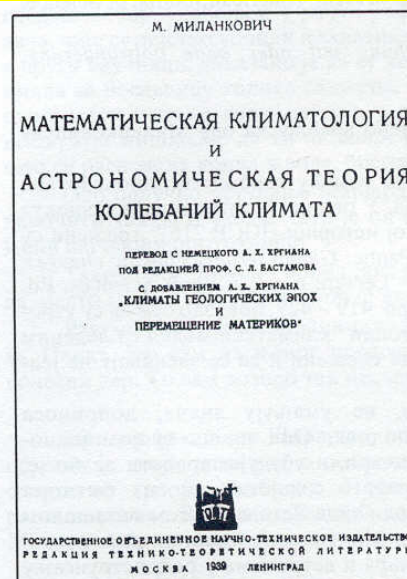 М. МИЛАНКОВИЧ
МАТЕМАТИЧЕСКАЯ КЛИМАТОЛОГИЯ
И
АСТРОНОМИЧЕСКАЯ ТЕОРИЯ
КОЛЕБАНИЙ КЛИМАТА
ПЕРЕВОД С НЕМЕЦКОГО А. Х. ХРГИАНА
ПОД РЕДАКЦИЕЙ ПРОФ. С. Л. БАСТАМОВА
С ДОБАВЛЕНИЕМ А. Х. ХРГИАНА
„КЛИМАТЫ ГЕОЛОГИЧЕСКИХ ЭПОХ
И
ПЕРЕМЕЩЕНИЕ МАТЕРИКОВ"
ГОСУДАРСТВЕННОЕ ОБЪЕДИНЕННОЕ НАУЧНО-ТЕХНИЧЕСКОЕ ИЗДАТЕЛЬСТВО
РЕДАКЦИЯ ТЕХНИКО-ТЕОРЕТИЧЕСКОЙ ЛИТЕРАТУРЫ
МОСКВА 1939 ЛЕНИНГРАД